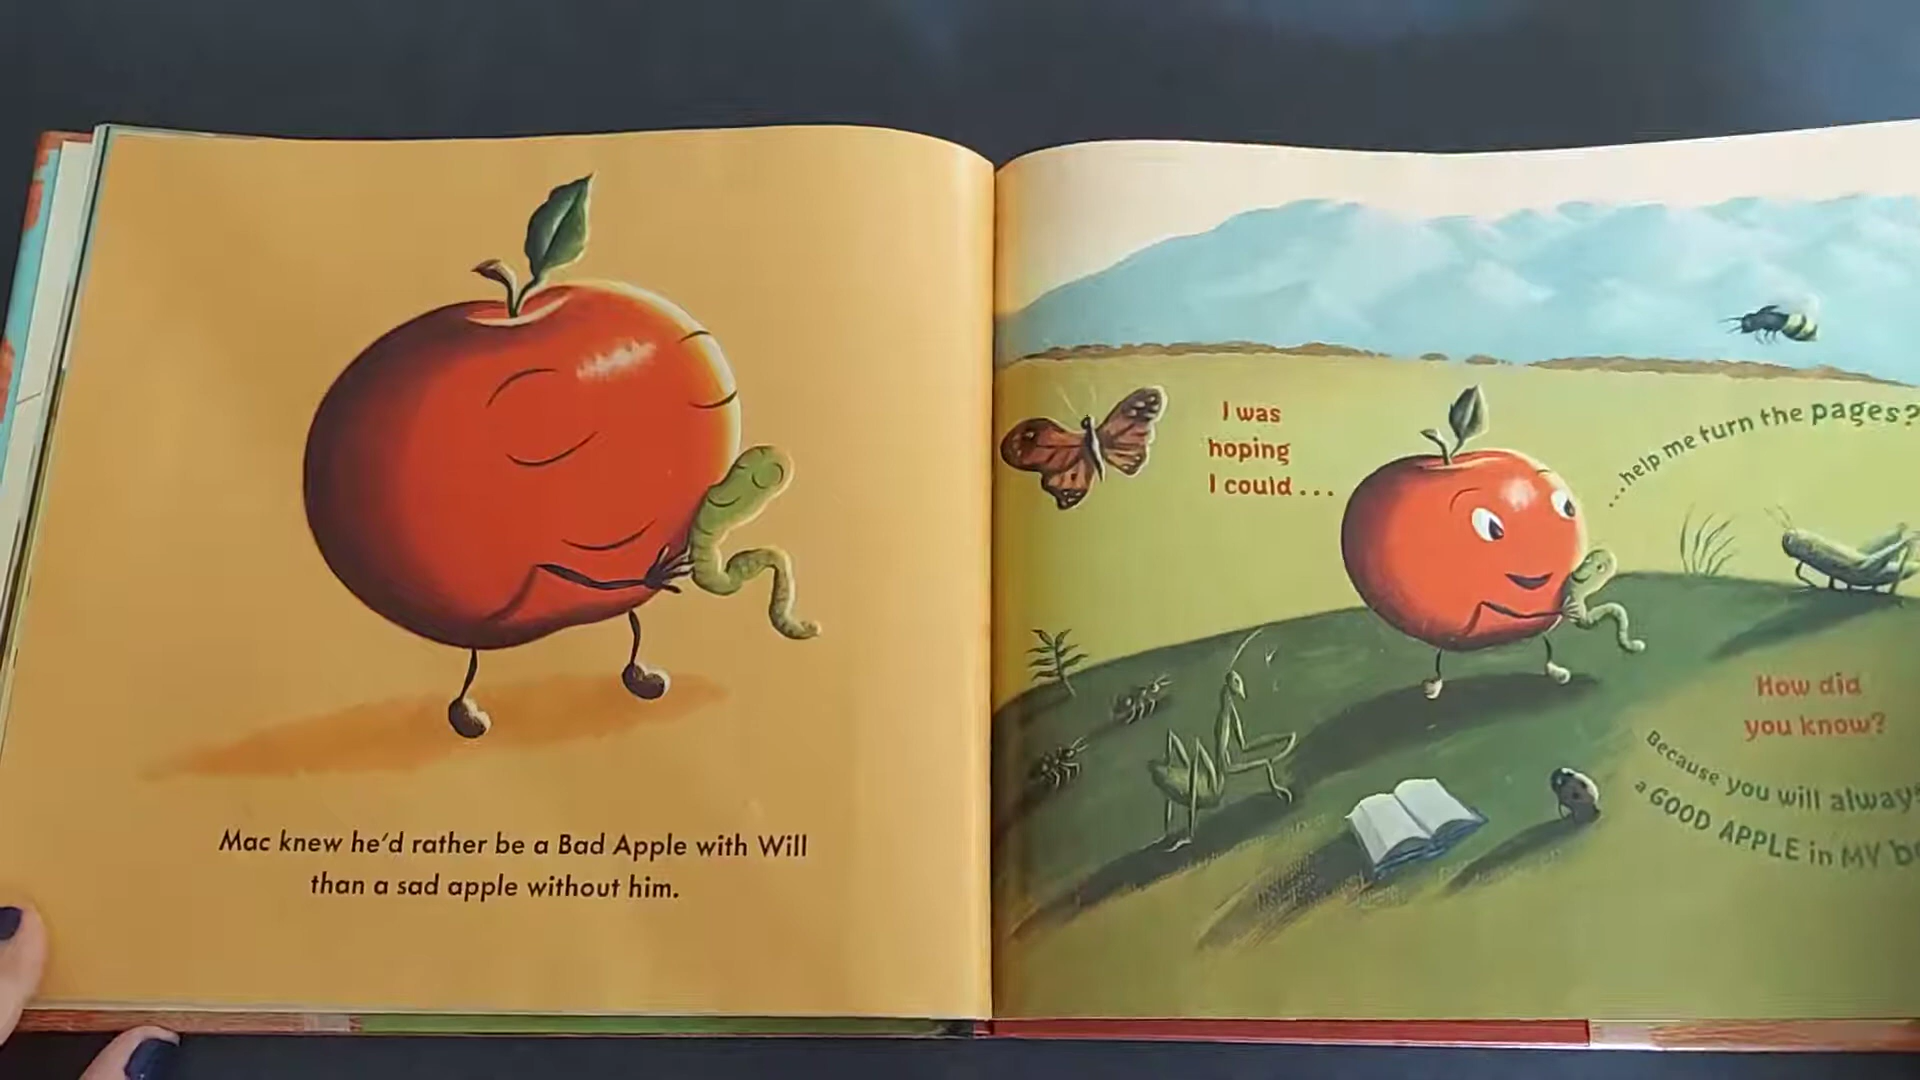 Mac knew he'd rather be a Bad Apple with Will
than a sad apple without him.
I was
hoping
I could...
...help me turn the pages?
How did
you know?
Because you will always
a GOOD APPLE in MY